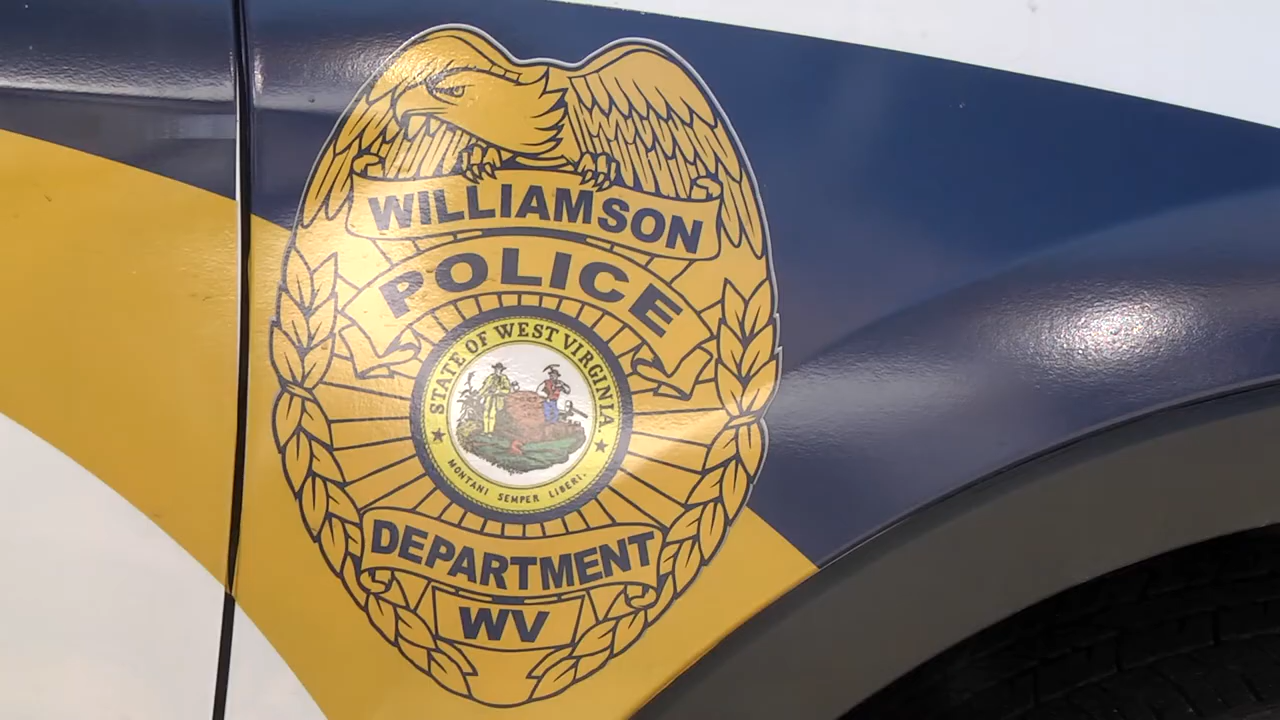 WILLIAMSON
POLICE
STATE OF WEST VIRGINIA.
MONTANI SEMPER LIBERI.
DEPARTMENT
WV